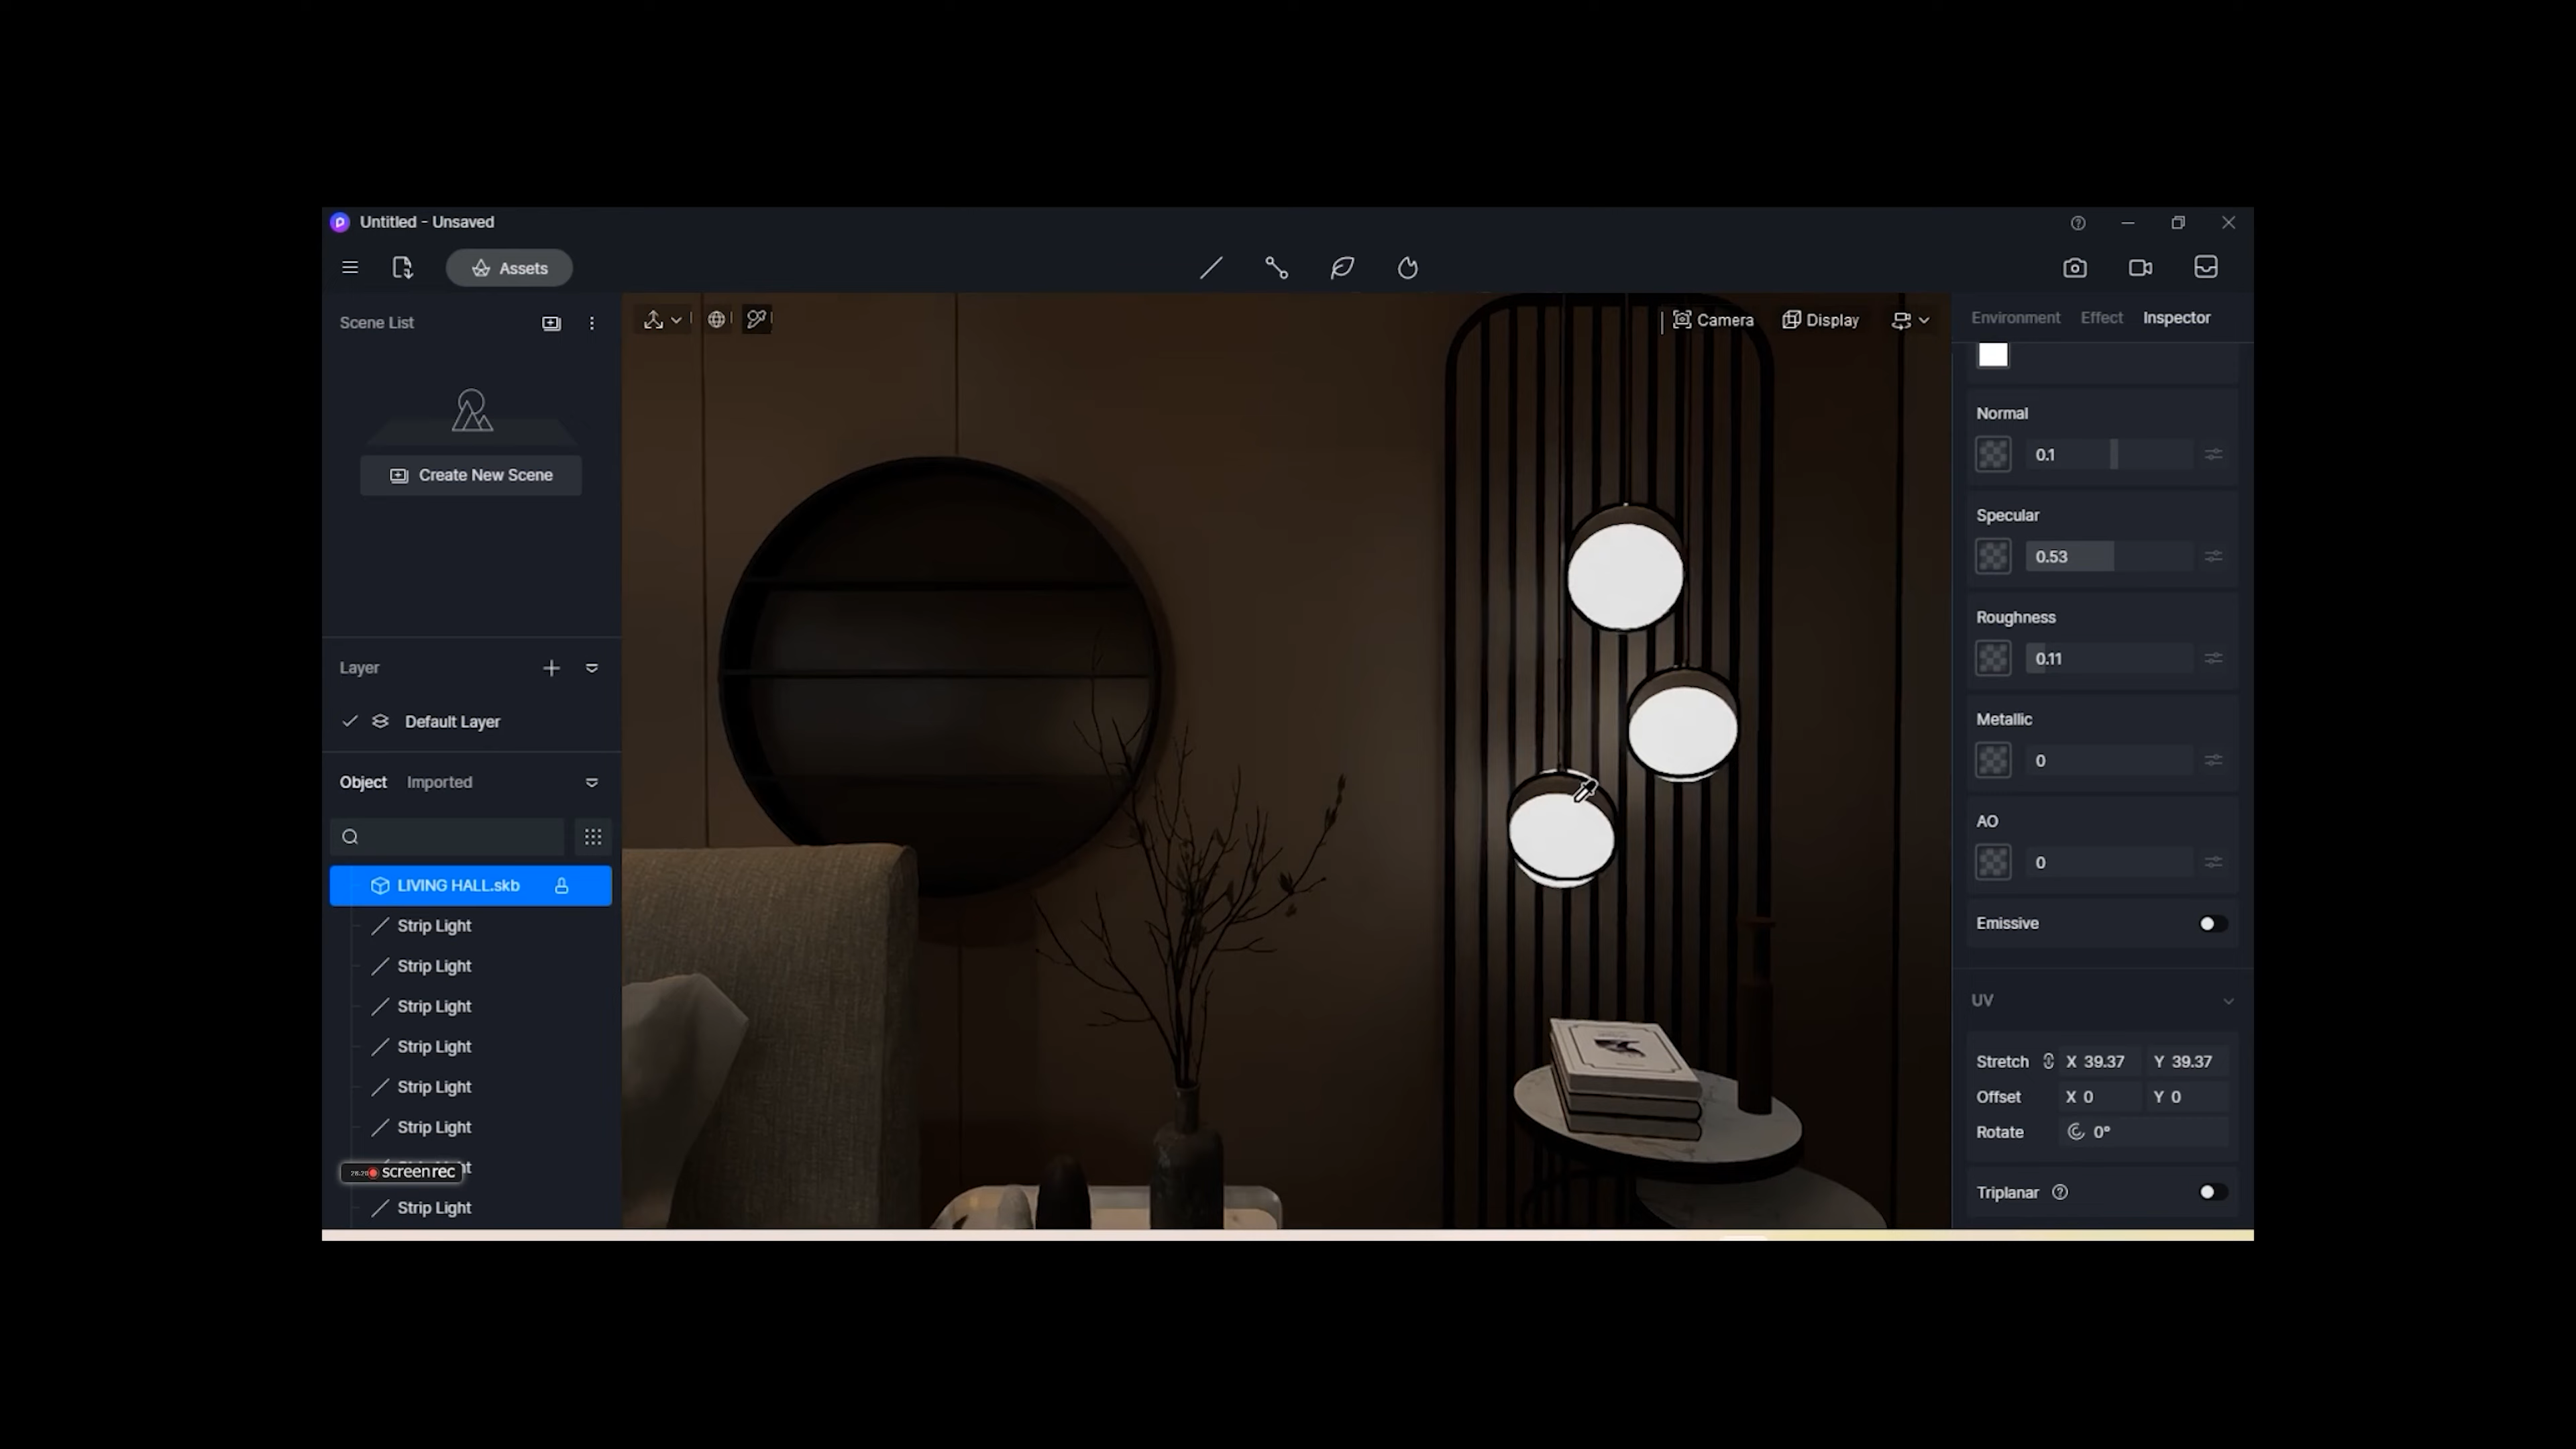 Untitled - Unsaved
Assets
Scene List
Create New Scene
Layer
Default Layer
Object Imported
LIVING HALL.skb
Strip Light
Strip Light
Strip Light
Strip Light
Strip Light
Strip Light
screenrec
Strip Light
Camera Display
Environment Effect Inspector
Normal
0.1
Specular
0.53
Roughness
0.11
Metallic
0
AO
0
Emissive
UV
Stretch X 39.37 Y 39.37
Offset X 0 Y 0
Rotate 0°
Triplanar